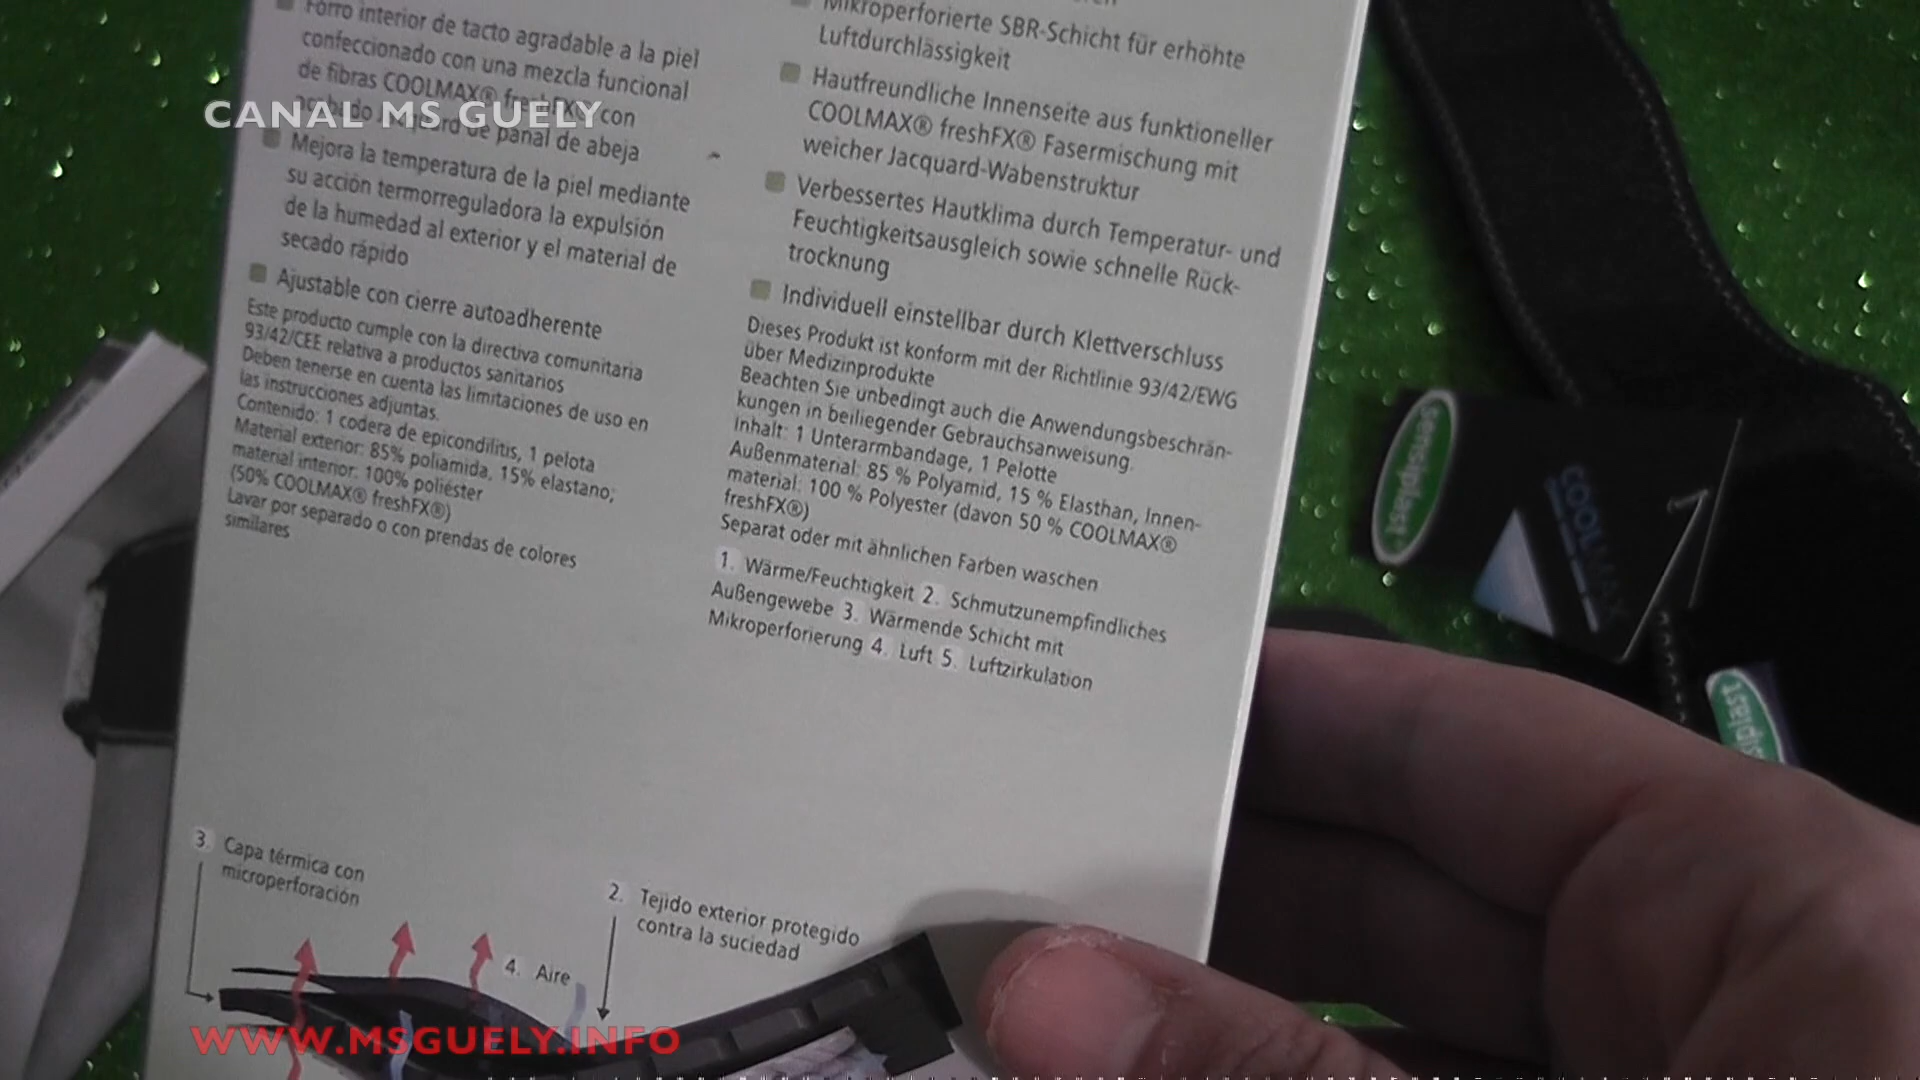 Forro interior de tacto agradable a la piel
confeccionado con una mezcla funcional
de fibras COOLMAX® freshFX® con
CANAL MS GUELY
de panal de abeja
Mejora la temperatura de la piel mediante
su acción termorreguladora la expulsión
de la humedad al exterior y el material de
secado rápido
Ajustable con cierre autoadherente
Este producto cumple con la directiva comunitaria
93/42/CEE relativa a productos sanitarios
Deben tenerse en cuenta las limitaciones de uso en
las instrucciones adjuntas.
Contenido: 1 codera de epicondilitis, 1 pelota
Material exterior: 85% poliamida, 15% elastano;
material interior: 100% poliéster
(50% COOLMAX® freshFX®)
Lavar por separado o con prendas de colores
similares
Mikroperforierte SBR-Schicht für erhöhte
Luftdurchlässigkeit
Hautfreundliche Innenseite aus funktioneller
COOLMAX® freshFX® Fasermischung mit
weicher Jacquard-Wabenstruktur
Verbessertes Hautklima durch Temperatur- und
Feuchtigkeitsausgleich sowie schnelle Rück-
trocknung
Individuell einstellbar durch Klettverschluss
Dieses Produkt ist konform mit der Richtlinie 93/42/EWG
über Medizinprodukte
Beachten Sie unbedingt auch die Anwendungsbeschrän-
kungen in beiliegender Gebrauchsanweisung.
Inhalt: 1 Unterarmbandage, 1 Pelotte
Außenmaterial: 85 % Polyamid, 15 % Elasthan, Innen-
material: 100 % Polyester (davon 50 % COOLMAX®
freshFX®)
Separat oder mit ähnlichen Farben waschen
1. Wärme/Feuchtigkeit 2. Schmutzunempfindliches
Außengewebe 3. Wärmende Schicht mit
Mikroperforierung 4. Luft 5. Luftzirkulation
3. Capa térmica con
microperforación
2. Tejido exterior protegido
contra la suciedad
4. Aire
WWW.MSGUELY.INFO
sensiplast
COOLMAX